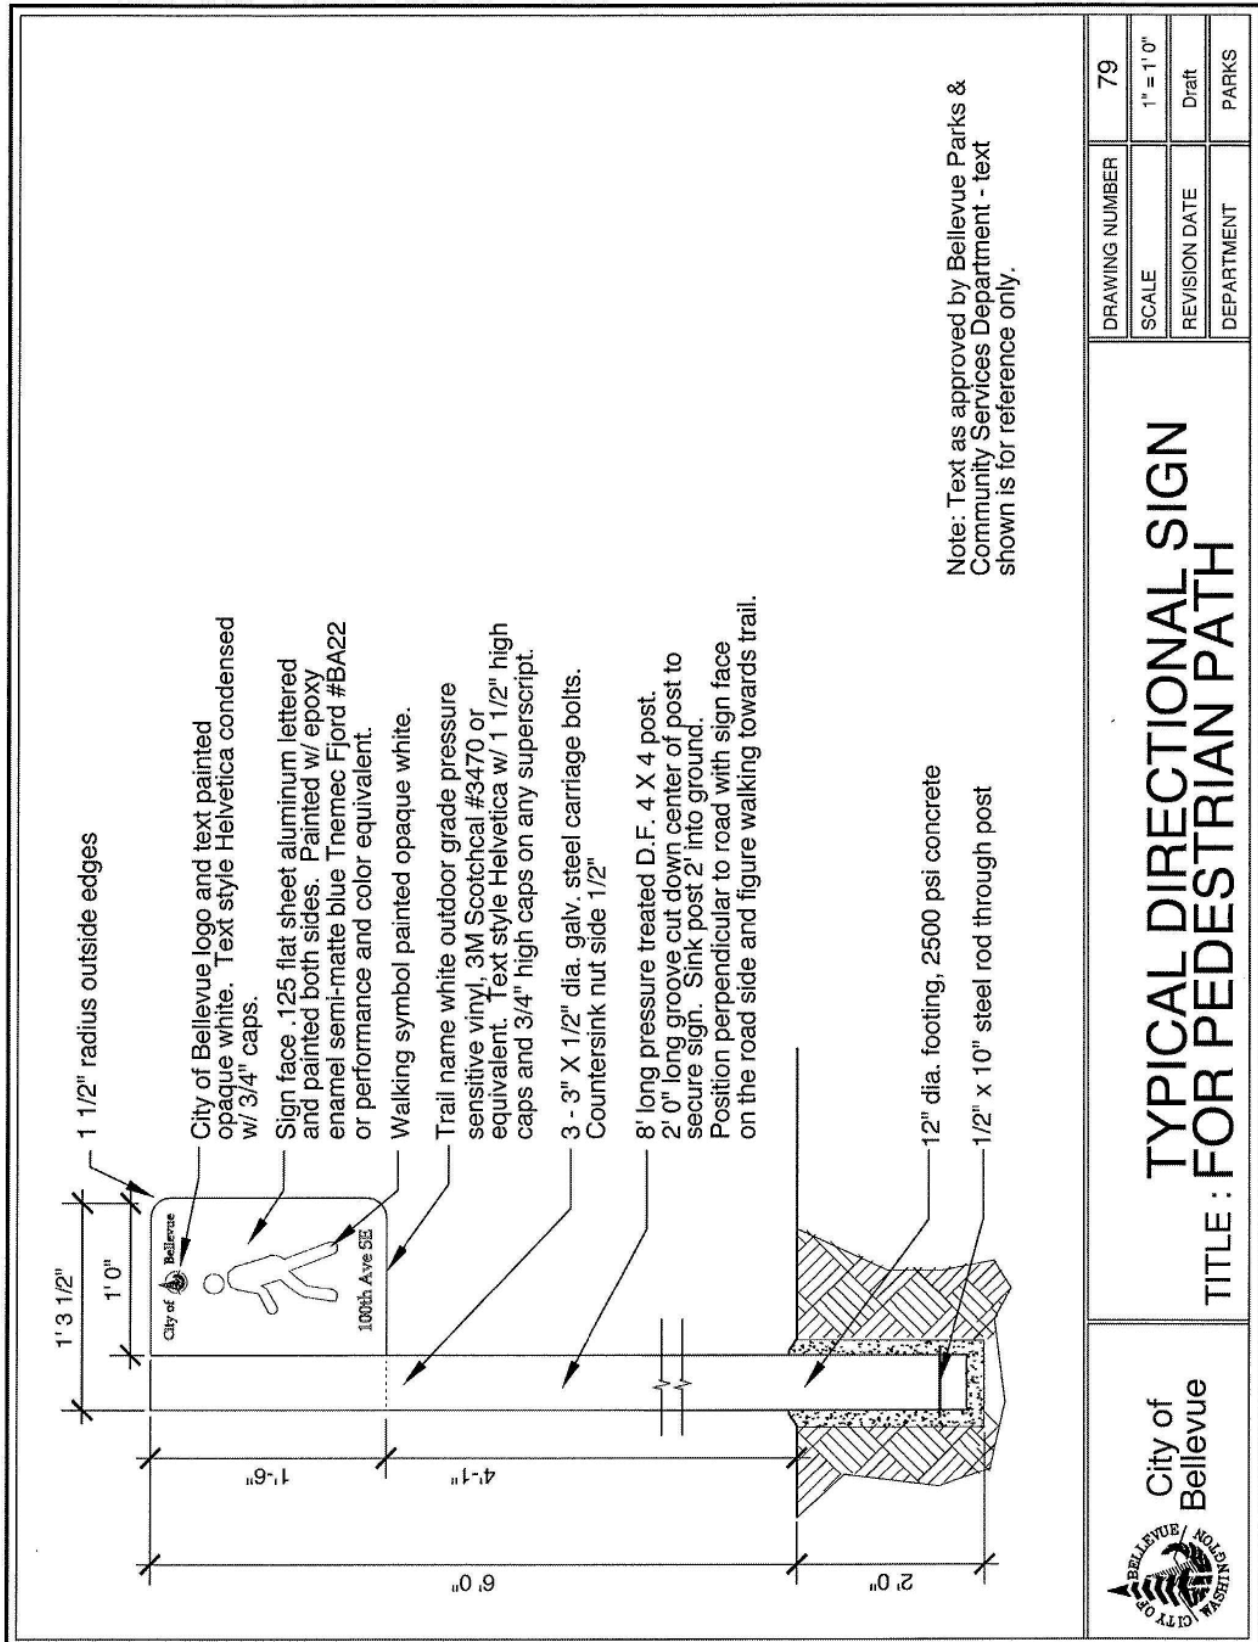 1' 3 1/2"
1' 0"
1 1/2" radius outside edges
City of Bellevue logo and text painted
opaque white. Text style Helvetica condensed
w/ 3/4" caps.
Sign face .125 flat sheet aluminum lettered
and painted both sides. Painted w/ epoxy
enamel semi-matte blue Tnemec Fjord #BA22
or performance and color equivalent.
Walking symbol painted opaque white.
Trail name white outdoor grade pressure
sensitive vinyl, 3M Scotchcal #3470 or
equivalent. Text style Helvetica w/ 1 1/2" high
caps and 3/4" high caps on any superscript.
3 - 3" X 1/2" dia. galv. steel carriage bolts.
Countersink nut side 1/2"
8' long pressure treated D.F. 4 X 4 post.
2' 0" long groove cut down center of post to
secure sign. Sink post 2' into ground.
Position perpendicular to road with sign face
on the road side and figure walking towards trail.
12" dia. footing, 2500 psi concrete
1/2" x 10" steel rod through post
City of Bellevue
100th Ave SE
1'-6"
4'-1"
6' 0"
2' 0"
Note: Text as approved by Bellevue Parks &
Community Services Department - text
shown is for reference only.
CITY OF BELLEVUE WASHINGTON
City of
Bellevue
TITLE : TYPICAL DIRECTIONAL SIGN
FOR PEDESTRIAN PATH
DRAWING NUMBER 79
SCALE 1" = 1' 0"
REVISION DATE Draft
DEPARTMENT PARKS